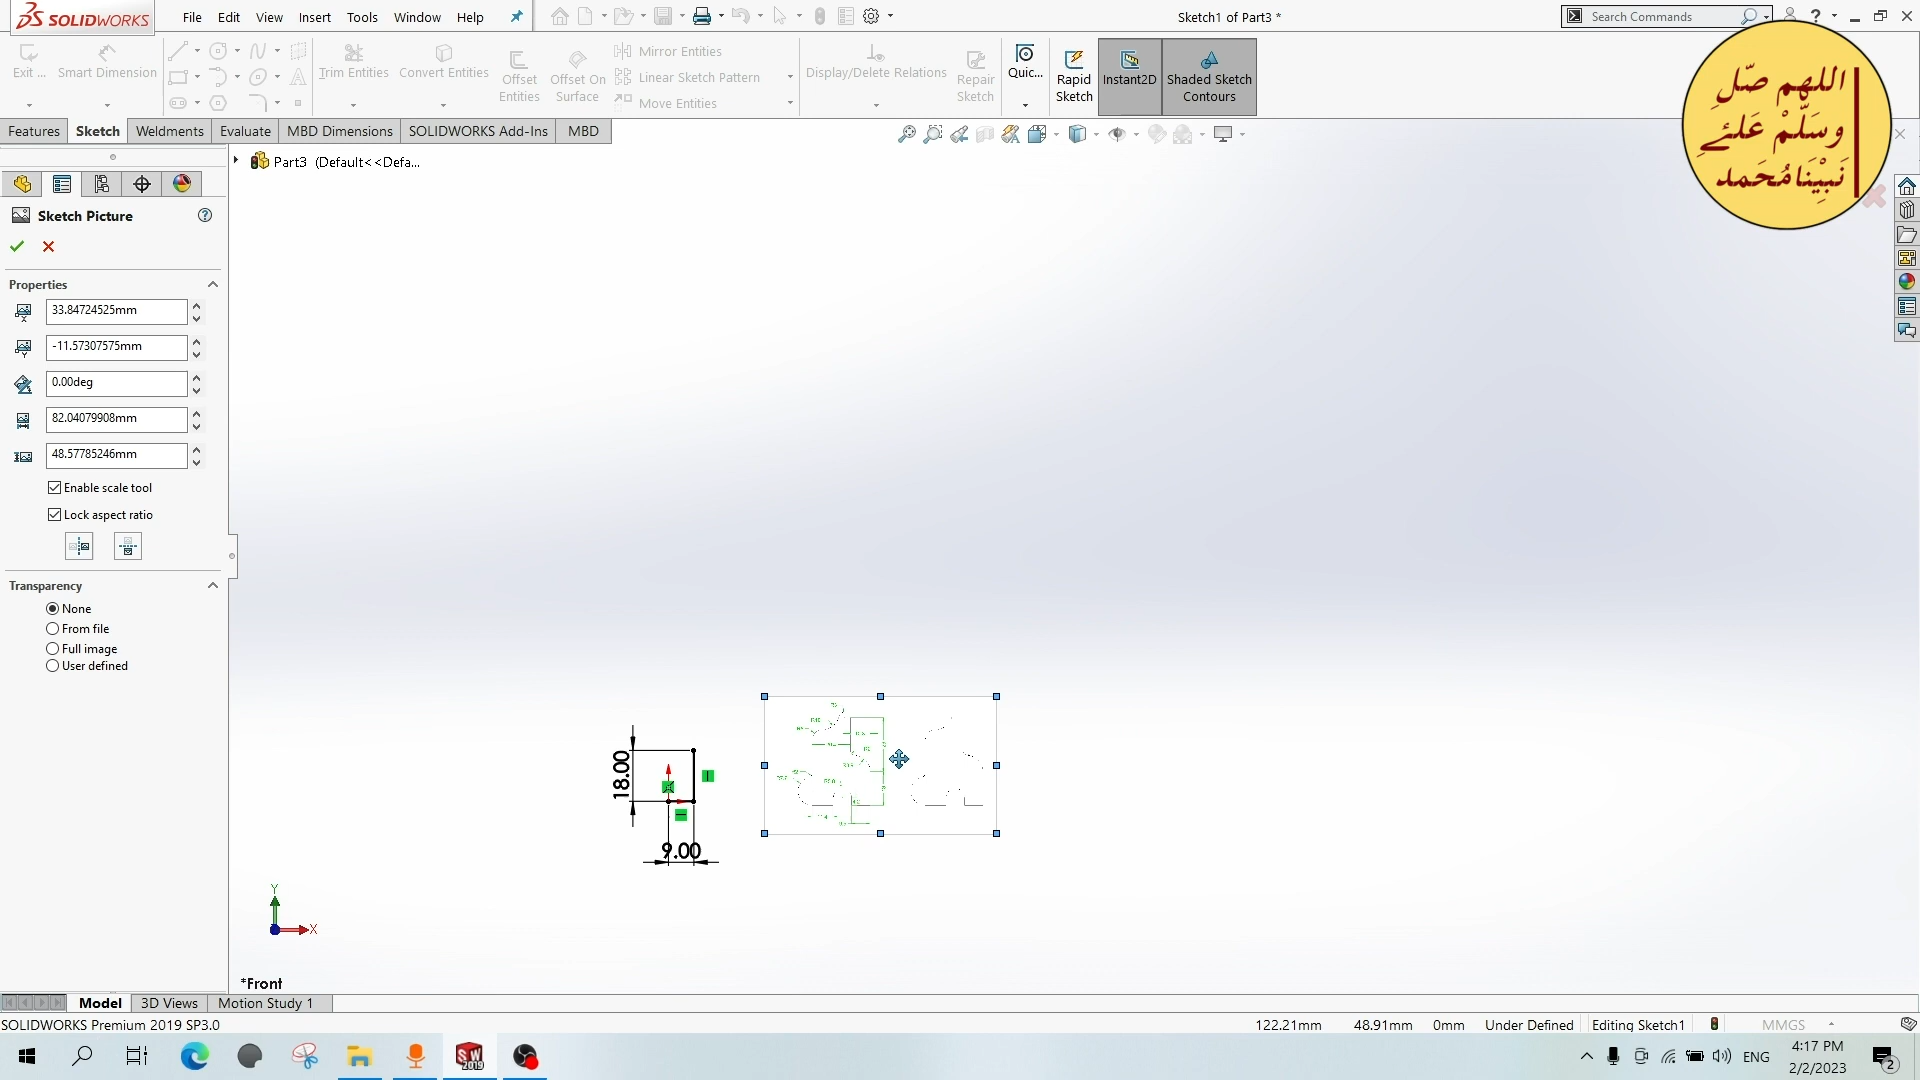 SOLIDWORKS
File Edit View Insert Tools Window Help
Sketch1 of Part3 *
Search Commands
Exit ...
Smart Dimension
Trim Entities
Convert Entities
Offset Entities
Offset On Surface
Mirror Entities
Linear Sketch Pattern
Move Entities
Display/Delete Relations
Repair Sketch
Quic...
Rapid Sketch
Instant2D
Shaded Sketch Contours
Features Sketch Weldments Evaluate MBD Dimensions SOLIDWORKS Add-Ins MBD
اللهم صّلِ
وسَلّمْ عَلىٰ
نَبيْنَا مُحَمد
Part3 (Default<<Defa...
Sketch Picture
Properties
33.84724525mm
-11.57307575mm
0.00deg
82.04079908mm
48.57785246mm
Enable scale tool
Lock aspect ratio
Transparency
None
From file
Full image
User defined
18.00
9.00
Y
X
*Front
Model 3D Views Motion Study 1
SOLIDWORKS Premium 2019 SP3.0
122.21mm 48.91mm 0mm Under Defined Editing Sketch1 MMGS
ENG
4:17 PM
2/2/2023
2